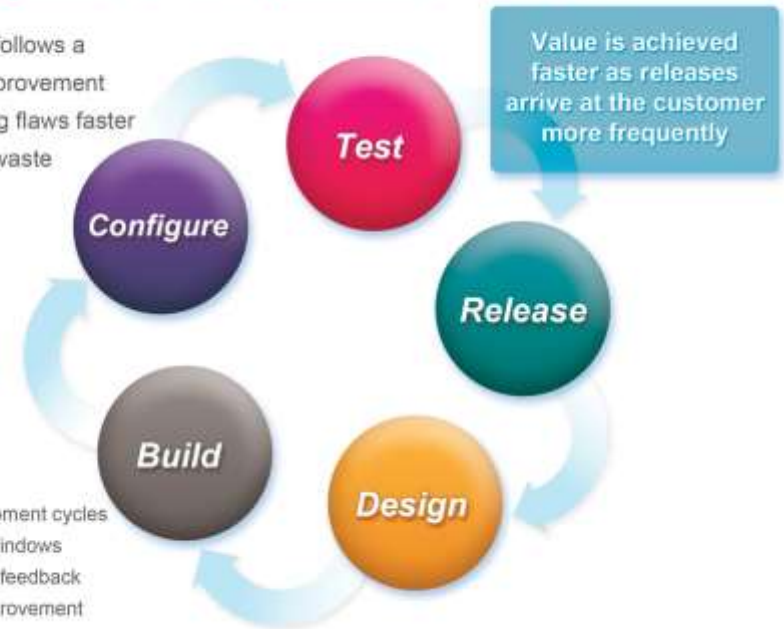 ollows a
provement
g flaws faster
waste
Value is achieved
faster as releases
arrive at the customer
more frequently
Test
Configure
Release
Build
Design
oment cycles
indows
feedback
rovement